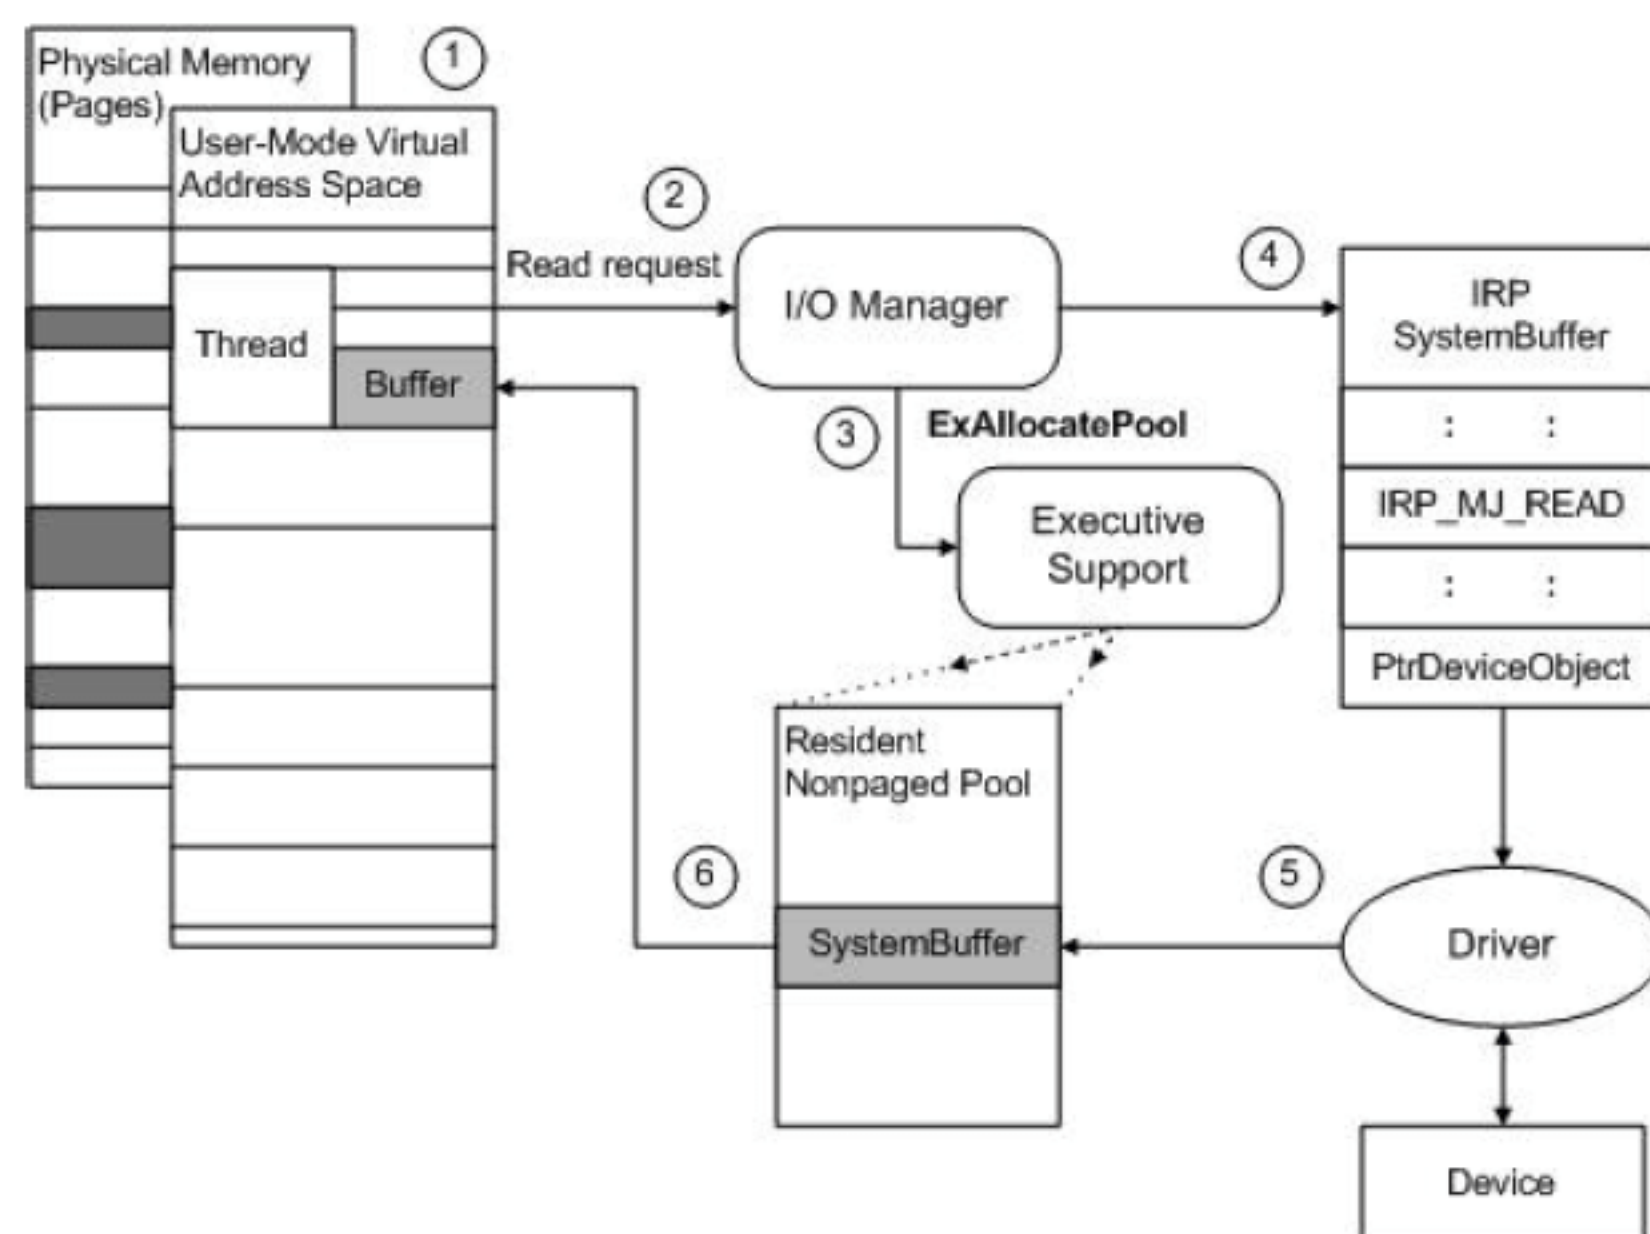 Physical Memory
(Pages)
1
User-Mode Virtual
Address Space
2
Read request
I/O Manager
4
IRP
SystemBuffer
Thread
Buffer
3
ExAllocatePool
: :
Executive
Support
IRP_MJ_READ
: :
PtrDeviceObject
Resident
Nonpaged Pool
6
5
SystemBuffer
Driver
Device